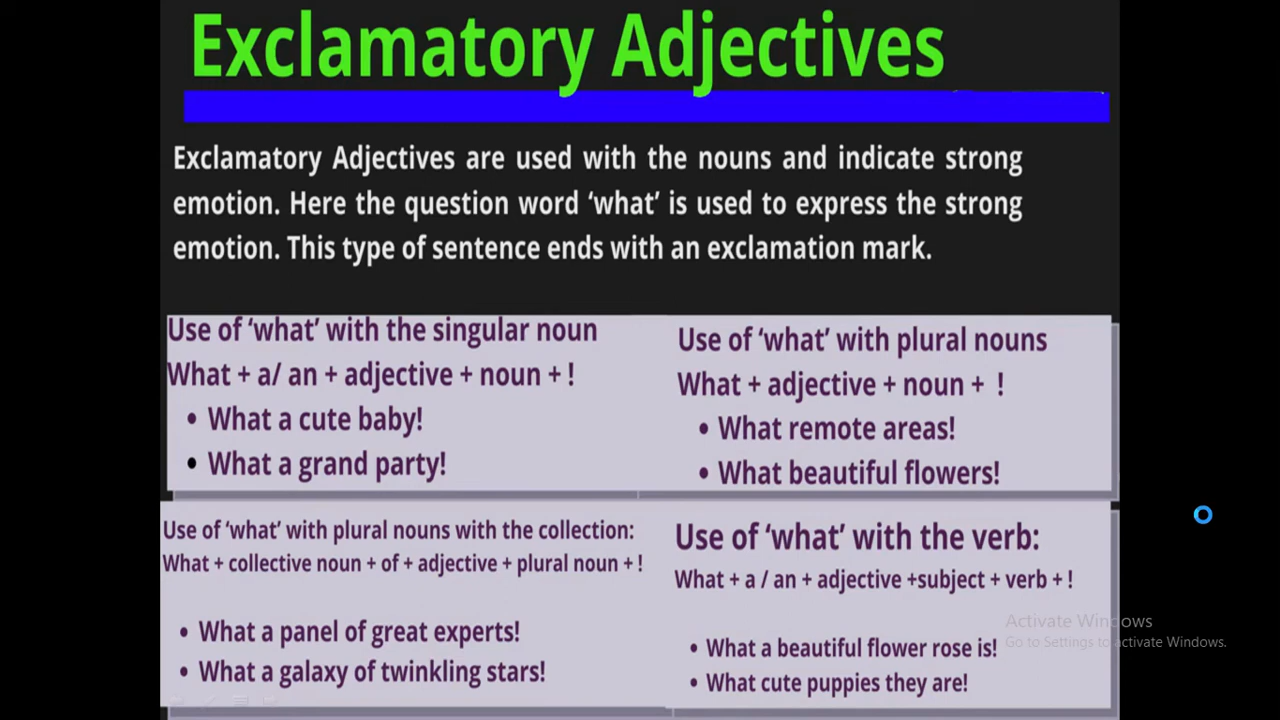 Exclamatory Adjectives
Exclamatory Adjectives are used with the nouns and indicate strong
emotion. Here the question word ‘what’ is used to express the strong
emotion. This type of sentence ends with an exclamation mark.
Use of ‘what’ with the singular noun
What + a/ an + adjective + noun + !
• What a cute baby!
• What a grand party!
Use of ‘what’ with plural nouns
What + adjective + noun + !
• What remote areas!
• What beautiful flowers!
Use of ‘what’ with plural nouns with the collection:
What + collective noun + of + adjective + plural noun + !
• What a panel of great experts!
• What a galaxy of twinkling stars!
Use of ‘what’ with the verb:
What + a / an + adjective +subject + verb + !
• What a beautiful flower rose is!
• What cute puppies they are!
Activate Windows
Go to Settings to activate Windows.